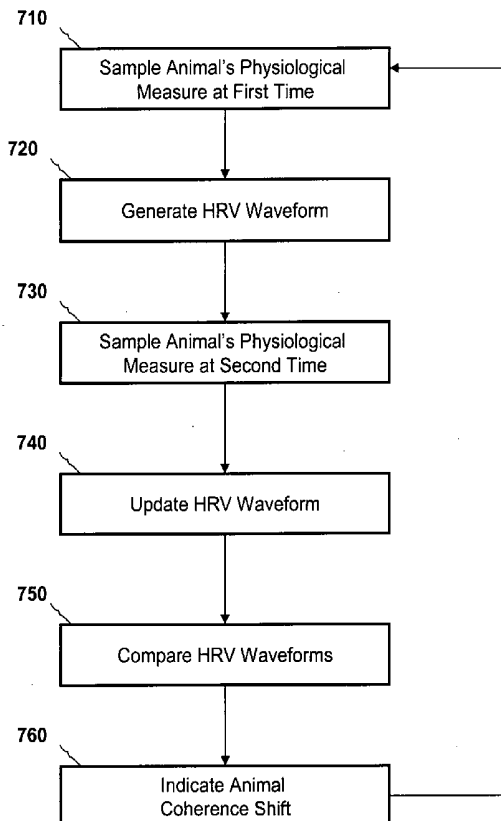 710
Sample Animal's Physiological
Measure at First Time
720
Generate HRV Waveform
730
Sample Animal's Physiological
Measure at Second Time
740
Update HRV Waveform
750
Compare HRV Waveforms
760
Indicate Animal
Coherence Shift